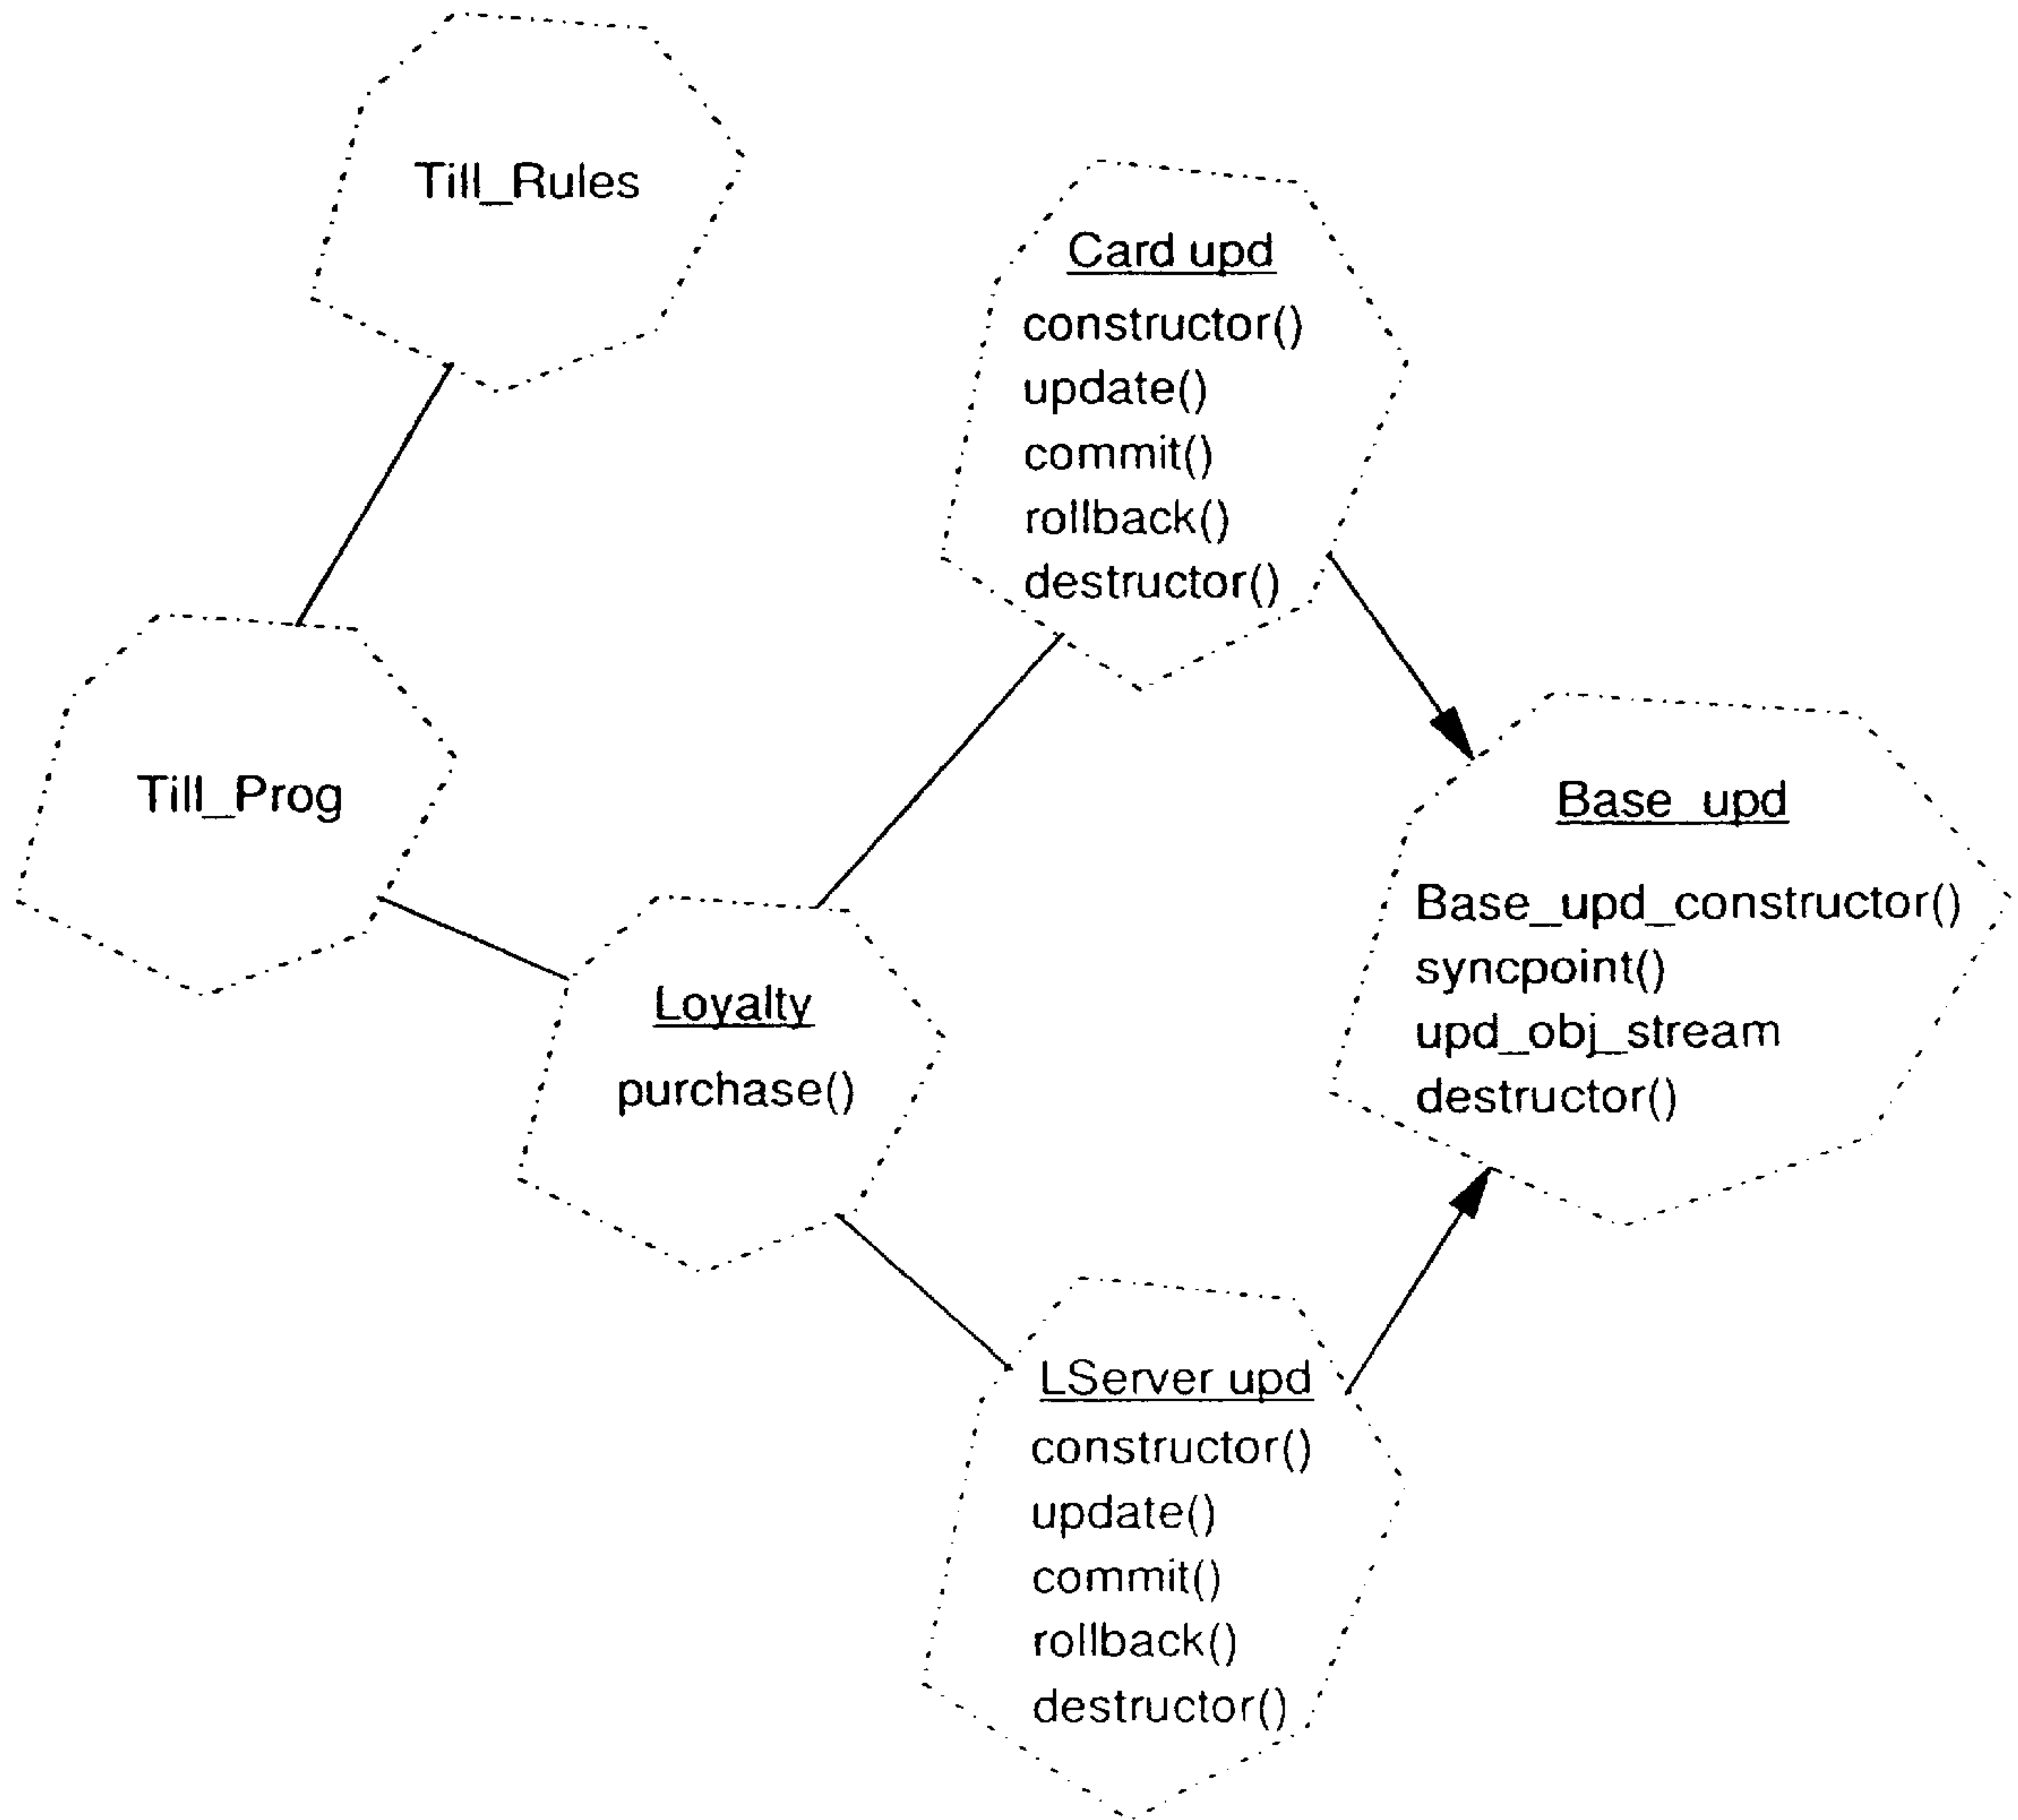 Till_Rules
Card upd
constructor()
update()
commit()
rollback()
destructor()
Till_Prog
Base_upd
Base_upd_constructor()
syncpoint()
upd_obj_stream
destructor()
Loyalty
purchase()
LServer upd
constructor()
update()
commit()
rollback()
destructor()